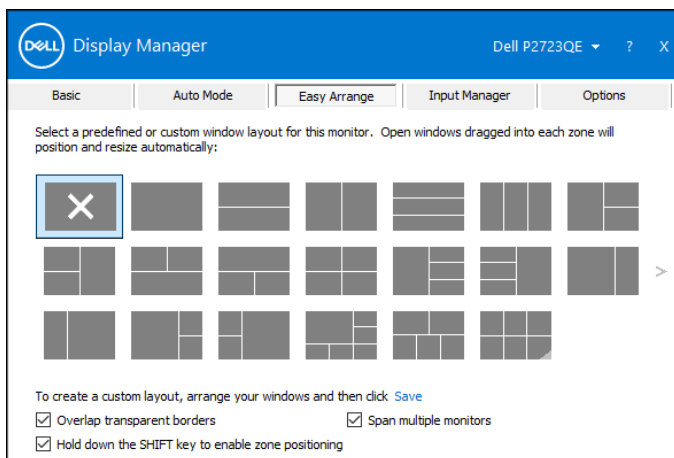 DELL Display Manager Dell P2723QE ? X
Basic Auto Mode Easy Arrange Input Manager Options
Select a predefined or custom window layout for this monitor. Open windows dragged into each zone will
position and resize automatically:
>
To create a custom layout, arrange your windows and then click Save
Overlap transparent borders Span multiple monitors
Hold down the SHIFT key to enable zone positioning